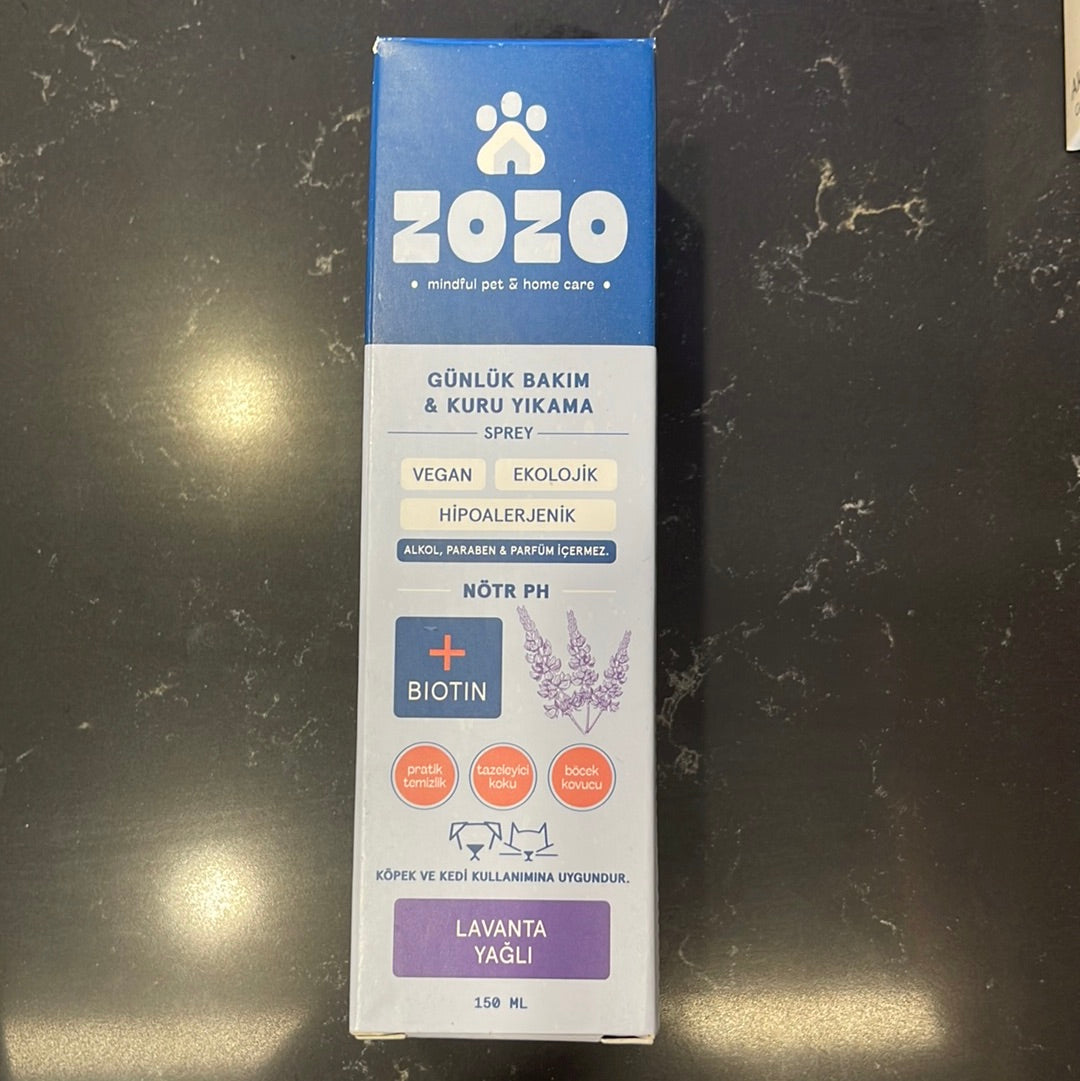 ZOZO
• mindful pet & home care •
GÜNLÜK BAKIM
& KURU YIKAMA
SPREY
VEGAN
EKOLOJİK
HİPOALERJENİK
ALKOL, PARABEN & PARFÜM İÇERMEZ.
NÖTR PH
+
BIOTIN
pratik
temizlik
tazeleyici
koku
böcek
kovucu
KÖPEK VE KEDİ KULLANIMINA UYGUNDUR.
LAVANTA
YAĞLI
150 ML